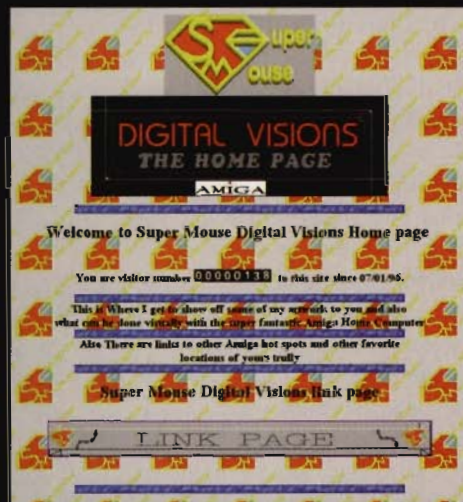 Super
Mouse
DIGITAL VISIONS
THE HOME PAGE
AMIGA
Welcome to Super Mouse Digital Visions Home page
You are visitor number 00000138 to this site since 07/01/96.
This is Where I get to show off some of my artwork to you and also
what can be done visually with the super fantastic Amiga Home Computer
Also There are links to other Amiga hot spots and other favorite
locations of yours trully
Super Mouse Digital Visions link page
LINK PAGE